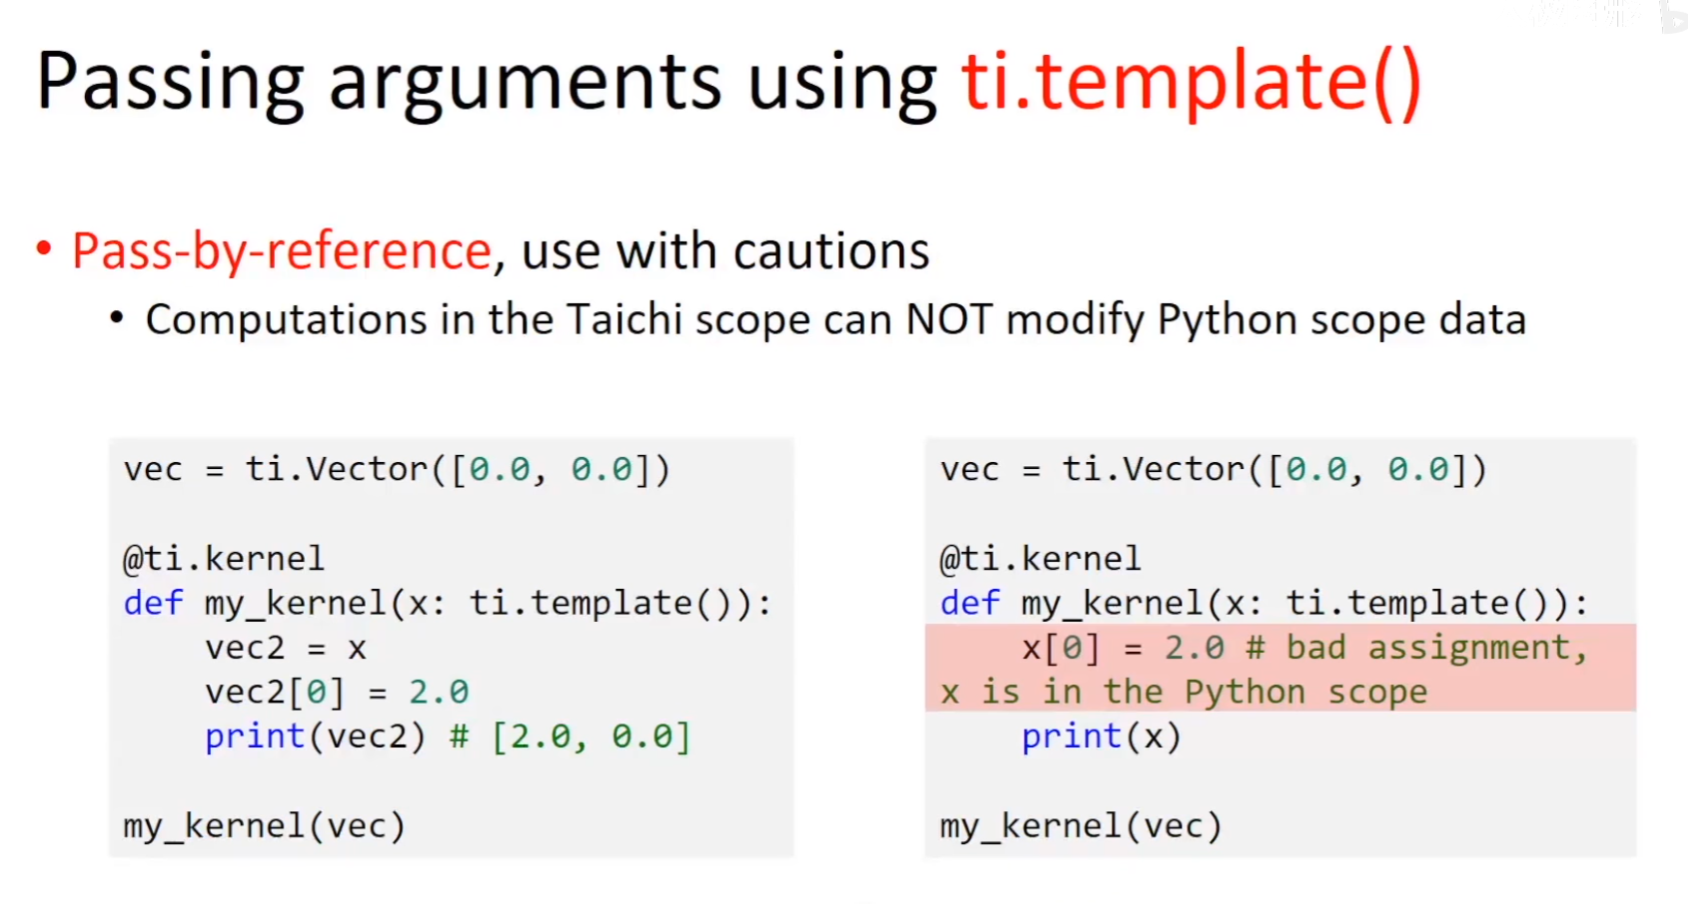 Passing arguments using ti.template()
• Pass-by-reference, use with cautions
• Computations in the Taichi scope can NOT modify Python scope data
vec = ti.Vector([0.0, 0.0])
@ti.kernel
def my_kernel(x: ti.template()):
    vec2 = x
    vec2[0] = 2.0
    print(vec2) # [2.0, 0.0]
my_kernel(vec)
vec = ti.Vector([0.0, 0.0])
@ti.kernel
def my_kernel(x: ti.template()):
    x[0] = 2.0 # bad assignment,
x is in the Python scope
    print(x)
my_kernel(vec)